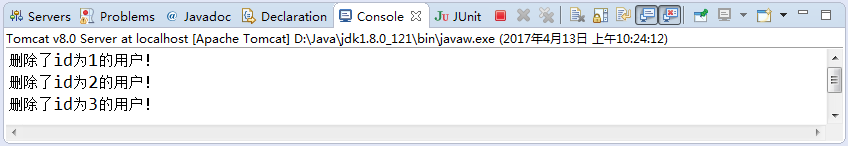 Servers Problems @ Javadoc Declaration Console JU JUnit
Tomcat v8.0 Server at localhost [Apache Tomcat] D:\Java\jdk1.8.0_121\bin\javaw.exe (2017年4月13日 上午10:24:12)
删除了id为1的用户!
删除了id为2的用户!
删除了id为3的用户!